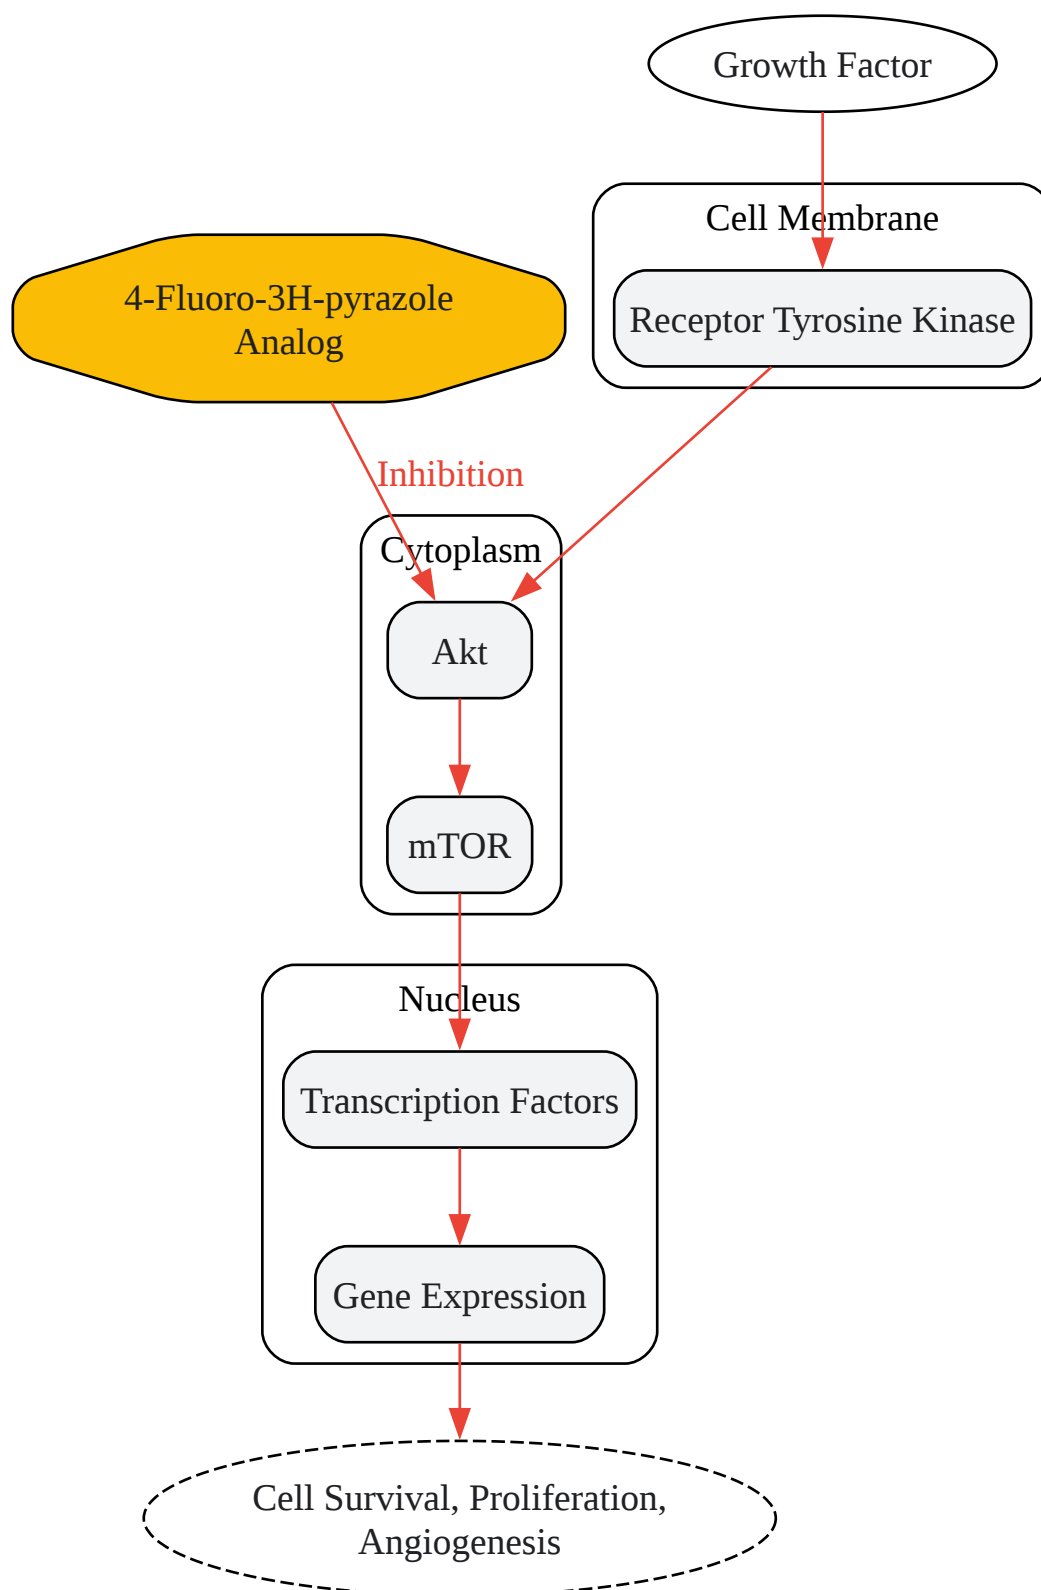 Growth Factor
Cell Membrane
4-Fluoro-3H-pyrazole
Analog
Receptor Tyrosine Kinase
Inhibition
Cytoplasm
Akt
mTOR
Nucleus
Transcription Factors
Gene Expression
Cell Survival, Proliferation,
Angiogenesis